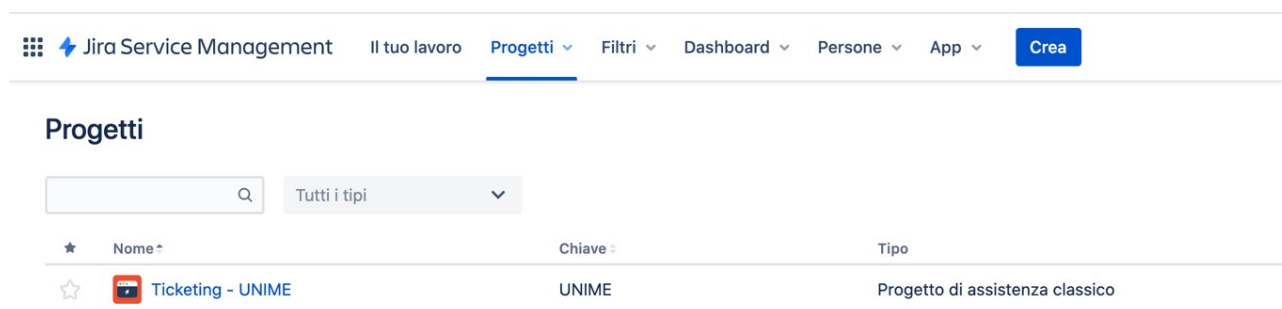 Jira Service Management Il tuo lavoro Progetti Filtri Dashboard Persone App Crea
Progetti
Tutti i tipi
Nome Chiave Tipo
Ticketing - UNIME UNIME Progetto di assistenza classico